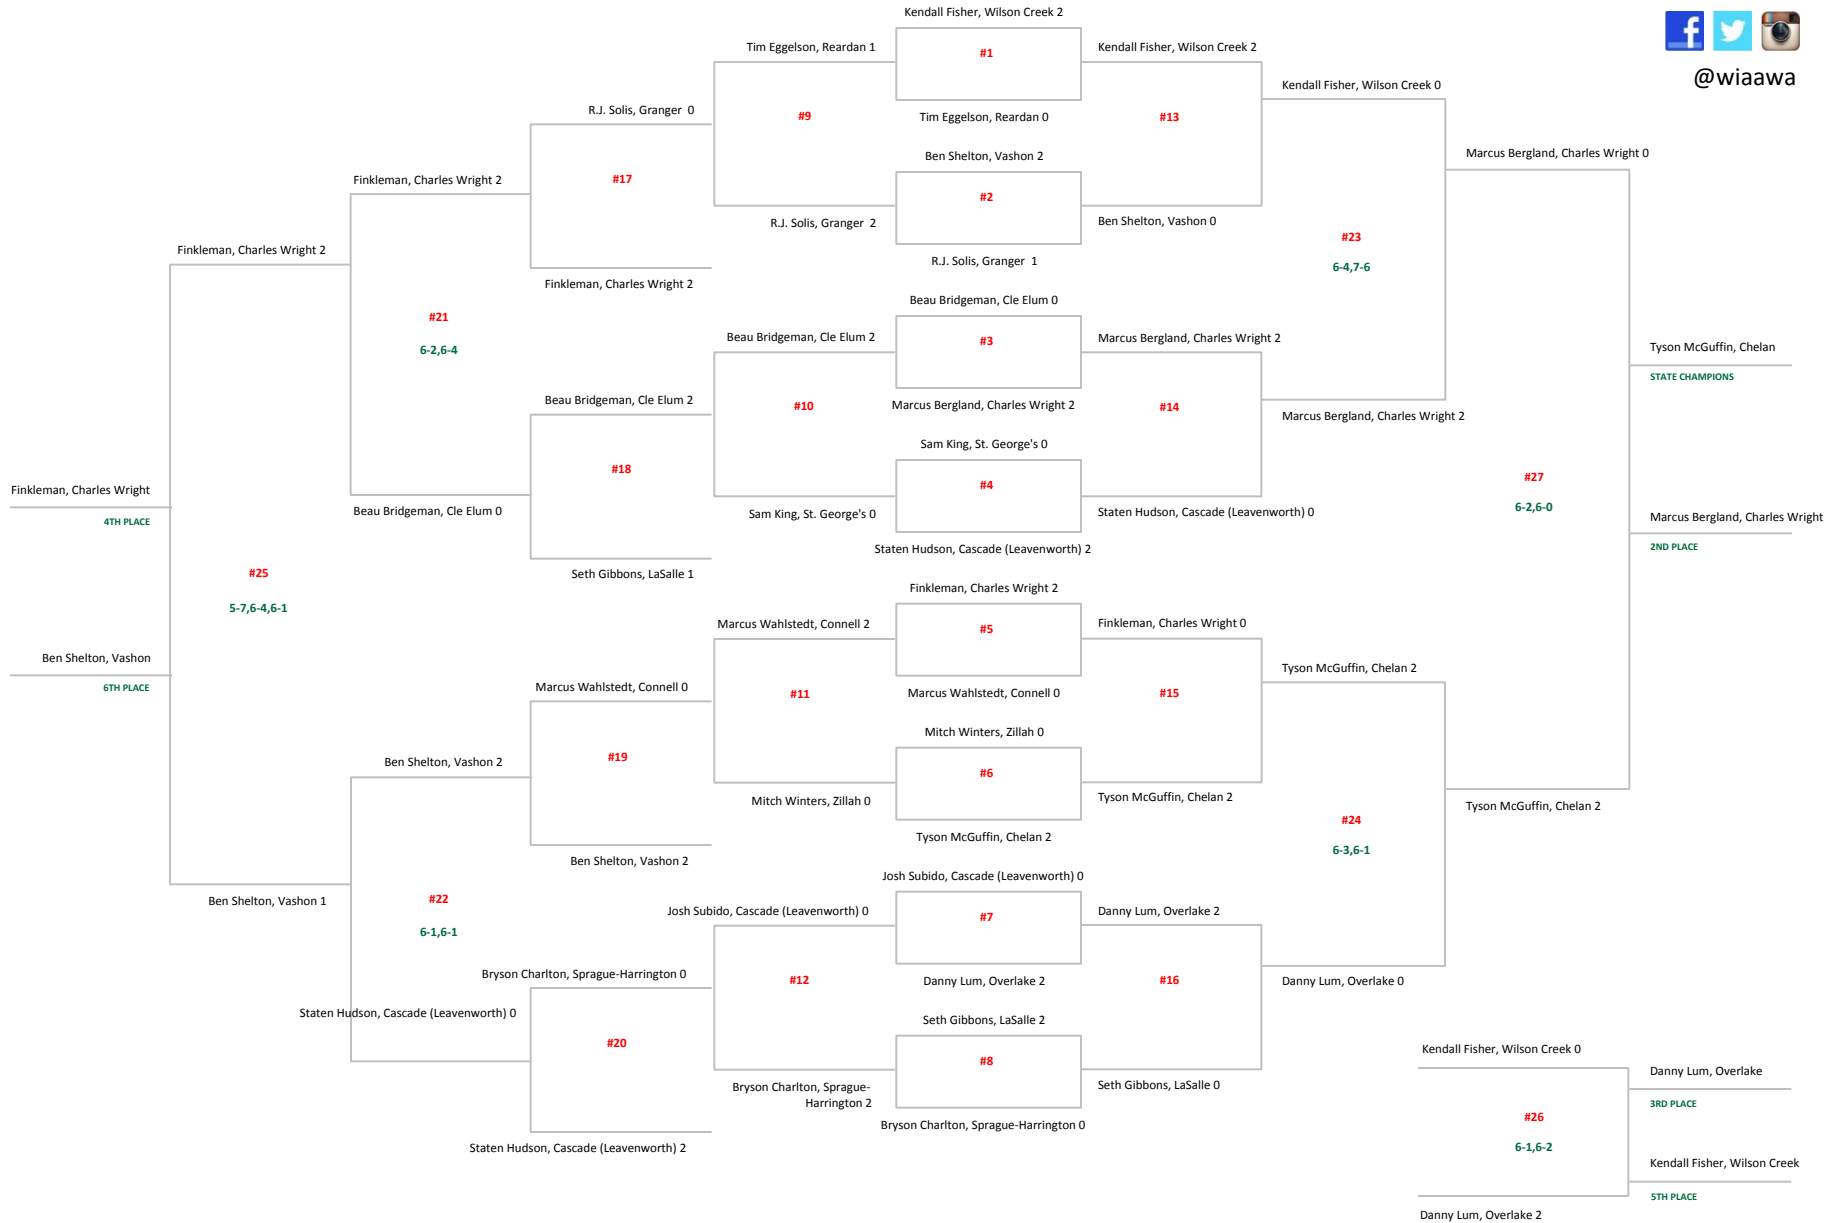 Kendall Fisher, Wilson Creek 2
Tim Eggelson, Reardan 1
#1
Kendall Fisher, Wilson Creek 2
@wiaawa
Kendall Fisher, Wilson Creek 0
R.J. Solis, Granger 0
#9
Tim Eggelson, Reardan 0
#13
Ben Shelton, Vashon 2
Marcus Bergland, Charles Wright 0
Finkleman, Charles Wright 2
#17
#2
R.J. Solis, Granger 2
Ben Shelton, Vashon 0
Finkleman, Charles Wright 2
#23
R.J. Solis, Granger 1
6-4,7-6
Finkleman, Charles Wright 2
Beau Bridgeman, Cle Elum 0
#21
Beau Bridgeman, Cle Elum 2
#3
Marcus Bergland, Charles Wright 2
Tyson McGuffin, Chelan
6-2,6-4
STATE CHAMPIONS
Beau Bridgeman, Cle Elum 2
#10
Marcus Bergland, Charles Wright 2
#14
Marcus Bergland, Charles Wright 2
Sam King, St. George's 0
#18
#27
Finkleman, Charles Wright
#4
6-2,6-0
Beau Bridgeman, Cle Elum 0
Sam King, St. George's 0
Staten Hudson, Cascade (Leavenworth) 0
Marcus Bergland, Charles Wright
4TH PLACE
2ND PLACE
Staten Hudson, Cascade (Leavenworth) 2
#25
Seth Gibbons, LaSalle 1
Finkleman, Charles Wright 2
5-7,6-4,6-1
Marcus Wahlstedt, Connell 2
#5
Finkleman, Charles Wright 0
Ben Shelton, Vashon
Tyson McGuffin, Chelan 2
6TH PLACE
Marcus Wahlstedt, Connell 0
#11
Marcus Wahlstedt, Connell 0
#15
Mitch Winters, Zillah 0
#19
Ben Shelton, Vashon 2
#6
Mitch Winters, Zillah 0
Tyson McGuffin, Chelan 2
Tyson McGuffin, Chelan 2
#24
Tyson McGuffin, Chelan 2
6-3,6-1
Ben Shelton, Vashon 2
Josh Subido, Cascade (Leavenworth) 0
Ben Shelton, Vashon 1
#22
Josh Subido, Cascade (Leavenworth) 0
#7
Danny Lum, Overlake 2
6-1,6-1
Bryson Charlton, Sprague-Harrington 0
#12
Danny Lum, Overlake 2
#16
Danny Lum, Overlake 0
Staten Hudson, Cascade (Leavenworth) 0
Seth Gibbons, LaSalle 2
#20
Kendall Fisher, Wilson Creek 0
#8
Danny Lum, Overlake
Bryson Charlton, Sprague-
Harrington 2
Seth Gibbons, LaSalle 0
3RD PLACE
Bryson Charlton, Sprague-Harrington 0
#26
Staten Hudson, Cascade (Leavenworth) 2
6-1,6-2
Kendall Fisher, Wilson Creek
5TH PLACE
Danny Lum, Overlake 2